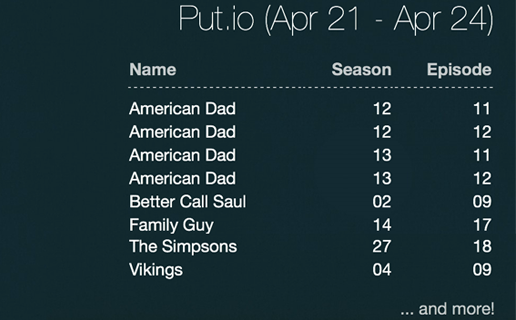 Put.io (Apr 21 - Apr 24)
Name Season Episode
American Dad 12 11
American Dad 12 12
American Dad 13 11
American Dad 13 12
Better Call Saul 02 09
Family Guy 14 17
The Simpsons 27 18
Vikings 04 09
... and more!